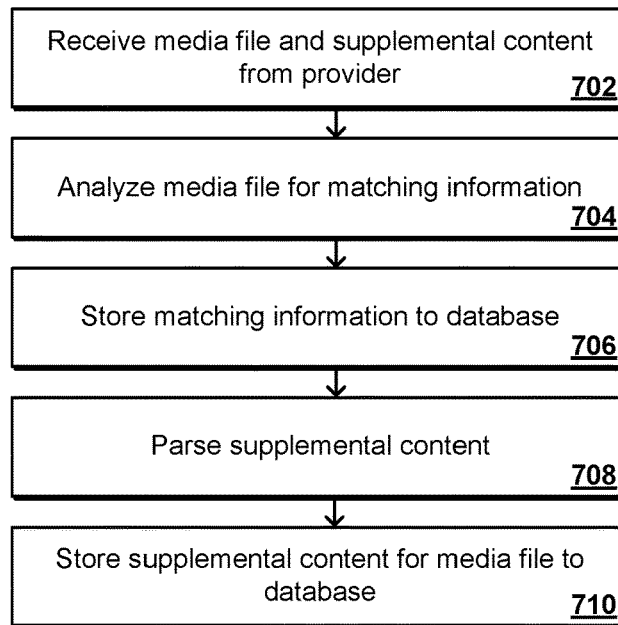 Receive media file and supplemental content
from provider
702
Analyze media file for matching information
704
Store matching information to database
706
Parse supplemental content
708
Store supplemental content for media file to
database
710